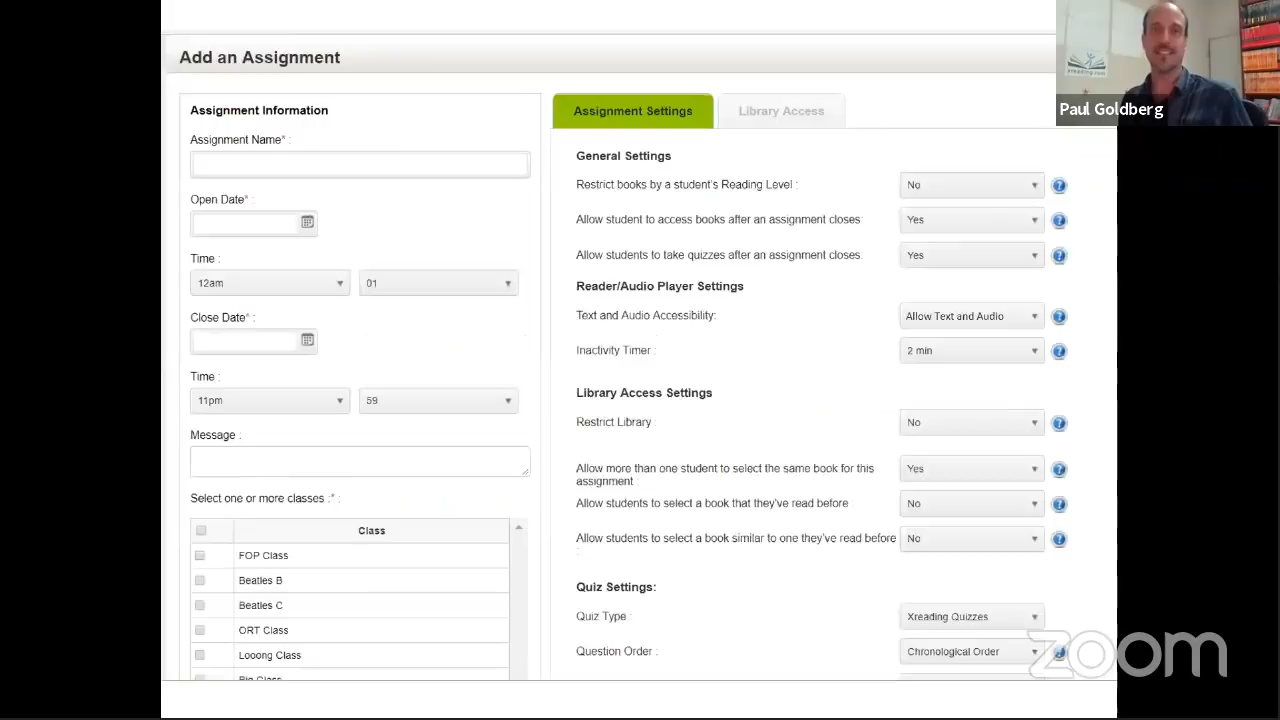 Add an Assignment
Assignment Information
Assignment Name* :
Open Date* :
Time :
12am 01
Close Date* :
Time :
11pm 59
Message :
Select one or more classes :* :
Class
FOP Class
Beatles B
Beatles C
ORT Class
Looong Class
Big Class
Assignment Settings
Library Access
General Settings
Restrict books by a student's Reading Level : No
Allow student to access books after an assignment closes: Yes
Allow students to take quizzes after an assignment closes: Yes
Reader/Audio Player Settings
Text and Audio Accessibility: Allow Text and Audio
Inactivity Timer : 2 min
Library Access Settings
Restrict Library No
Allow more than one student to select the same book for this Yes
assignment :
Allow students to select a book that they've read before No
Allow students to select a book similar to one they've read before No
:
Quiz Settings:
Quiz Type : Xreading Quizzes
Question Order : Chronological Order
xreading.com
Paul Goldberg
zoom